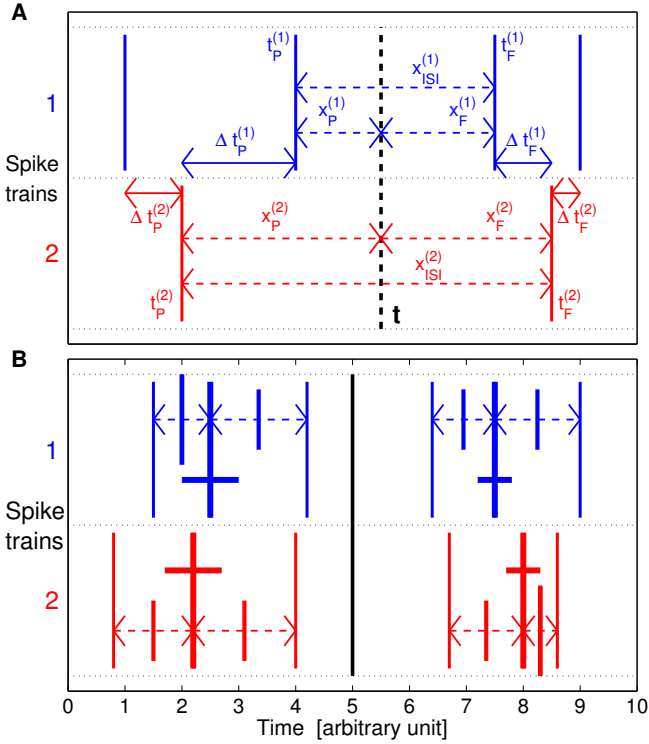 A
t_P^(1)
t_F^(1)
x_ISI^(1)
1
x_P^(1)
x_F^(1)
Δ t_P^(1)
Δ t_F^(1)
Spike
trains
Δ t_P^(2)
x_P^(2)
x_F^(2)
Δ t_F^(2)
2
x_ISI^(2)
t_P^(2)
t
t_F^(2)
B
1
Spike
trains
2
0 1 2 3 4 5 6 7 8 9 10
Time [arbitrary unit]